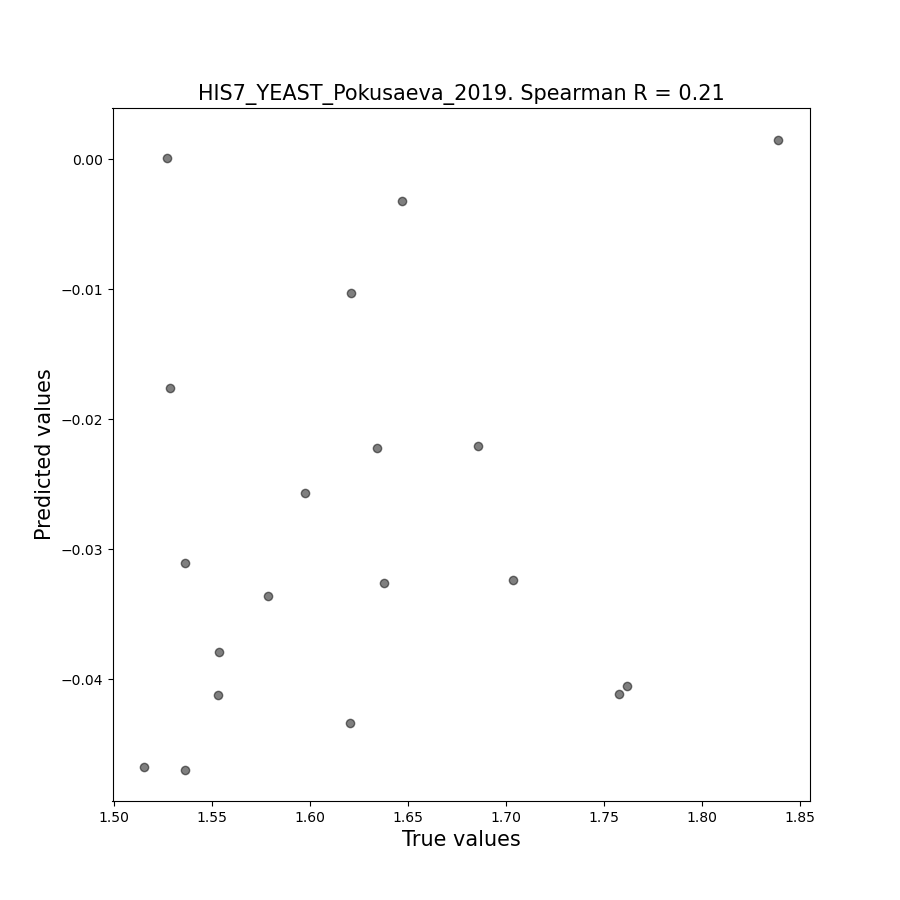 HIS7_YEAST_Pokusaeva_2019. Spearman R = 0.21
0.00
−0.01
−0.02
−0.03
−0.04
Predicted values
1.50 1.55 1.60 1.65 1.70 1.75 1.80 1.85
True values